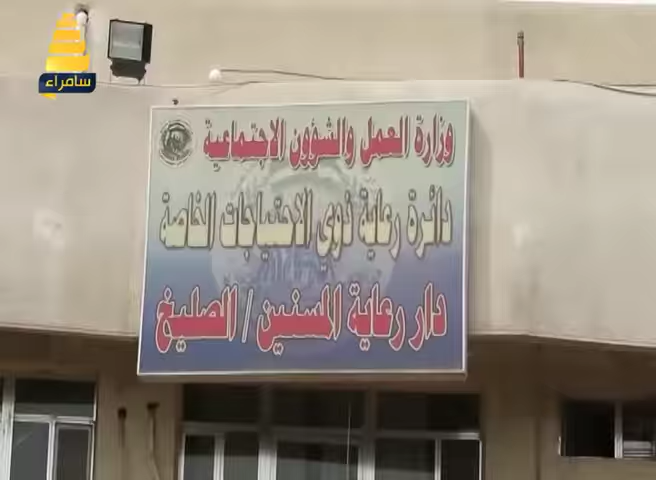 سامراء
وزارة العمل والشؤون الاجتماعية
دائرة رعاية ذوي الاحتياجات الخاصة
دار رعاية المسنين / الصليخ